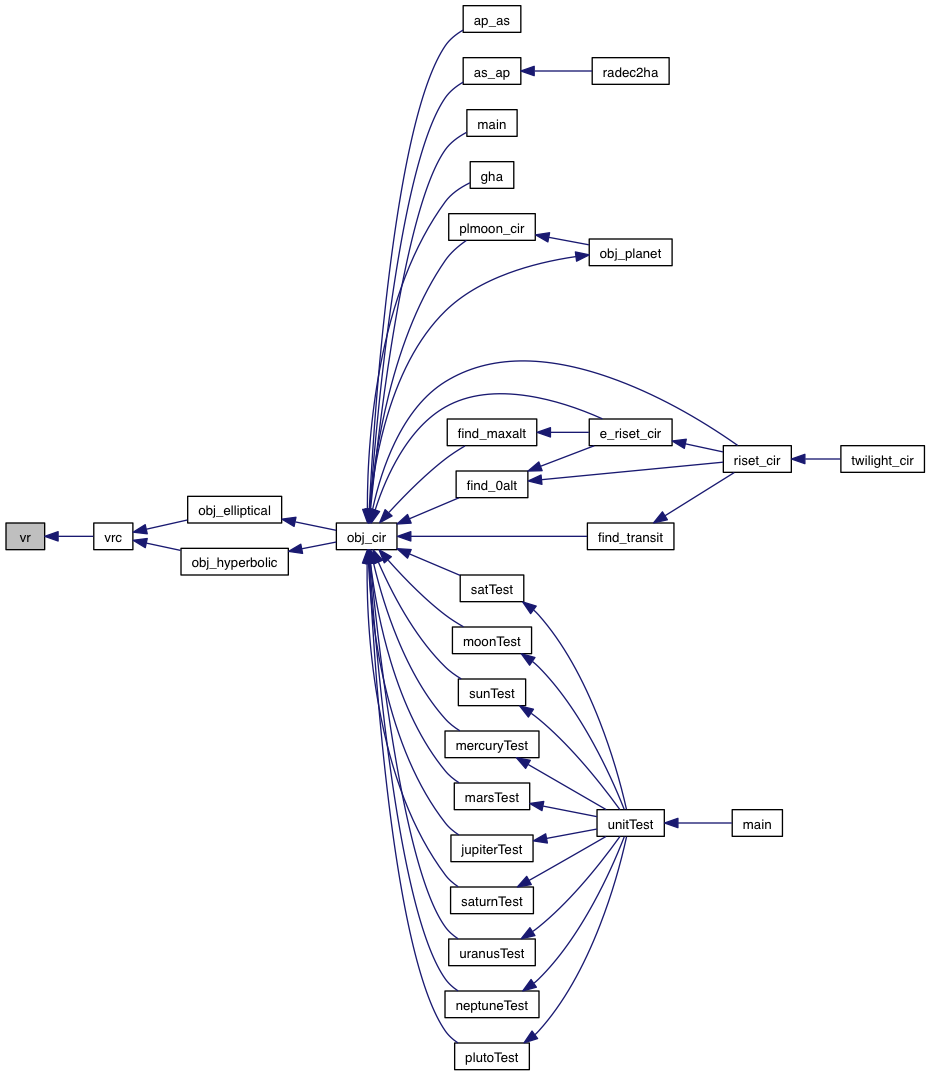 ap_as
as_ap
radec2ha
main
gha
plmoon_cir
obj_planet
find_maxalt
e_riset_cir
riset_cir
twilight_cir
find_0alt
obj_elliptical
vr
vrc
obj_cir
find_transit
obj_hyperbolic
satTest
moonTest
sunTest
mercuryTest
marsTest
unitTest
main
jupiterTest
saturnTest
uranusTest
neptuneTest
plutoTest